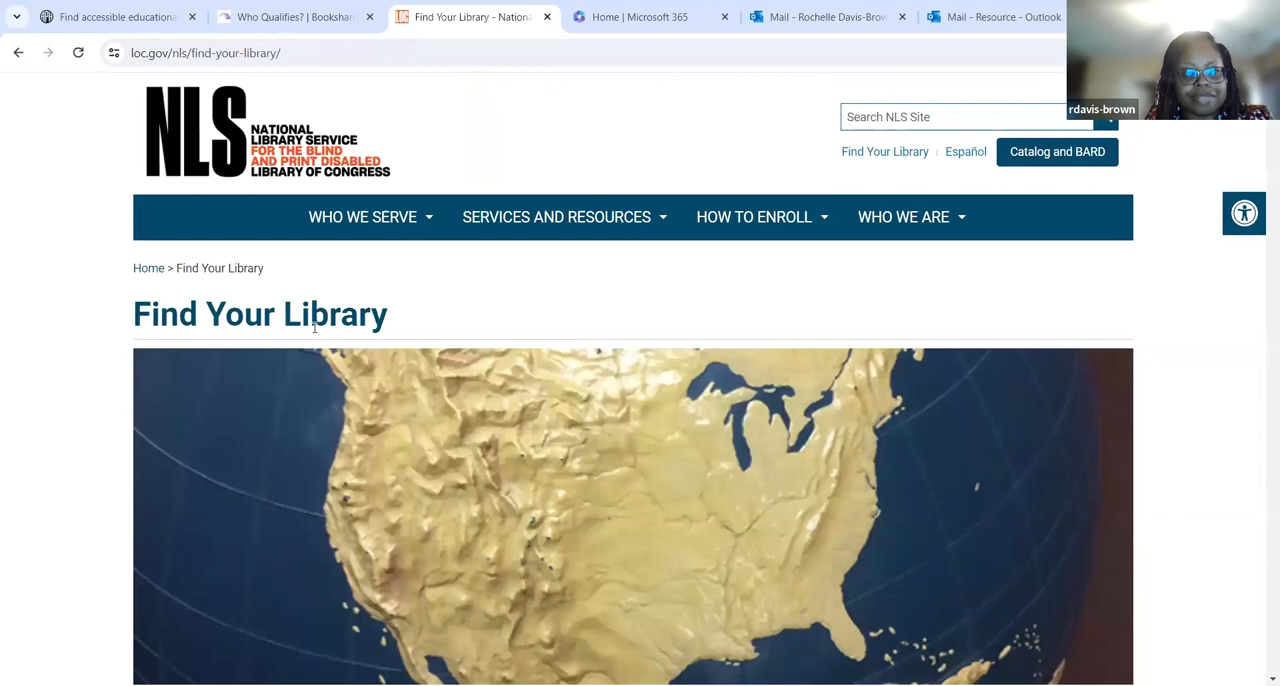 Find accessible educationa
Who Qualifies? | Bookshar
Find Your Library - Nationa
Home | Microsoft 365
Mail - Rochelle Davis-Brow
Mail - Resource - Outlook
loc.gov/nls/find-your-library/
rdavis-brown
NLS
NATIONAL
LIBRARY SERVICE
FOR THE BLIND
AND PRINT DISABLED
LIBRARY OF CONGRESS
Search NLS Site
Find Your Library
Español
Catalog and BARD
WHO WE SERVE
SERVICES AND RESOURCES
HOW TO ENROLL
WHO WE ARE
Home > Find Your Library
Find Your Library